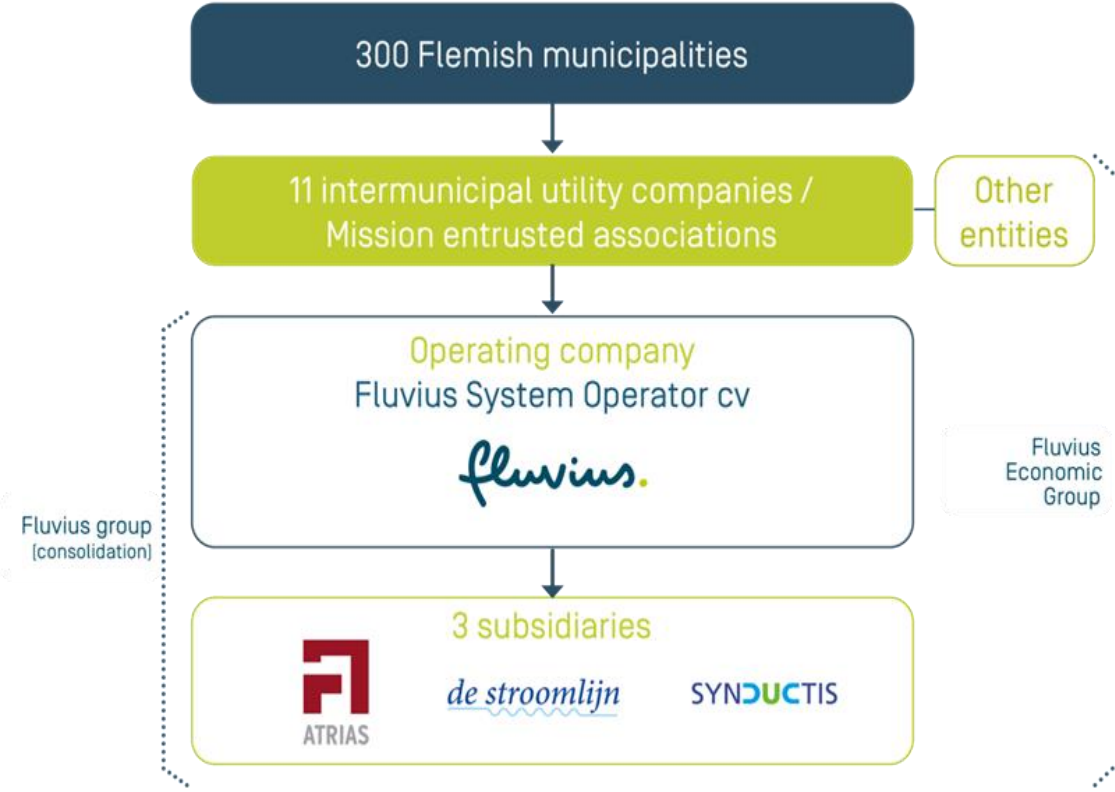 300 Flemish municipalities
11 intermunicipal utility companies /
Mission entrusted associations
Other
entities
Operating company
Fluvius System Operator cv
fluvius.
Fluvius
Economic
Group
Fluvius group
(consolidation)
3 subsidiaries
ATRIAS
de stroomlijn
SYNDUCTIS